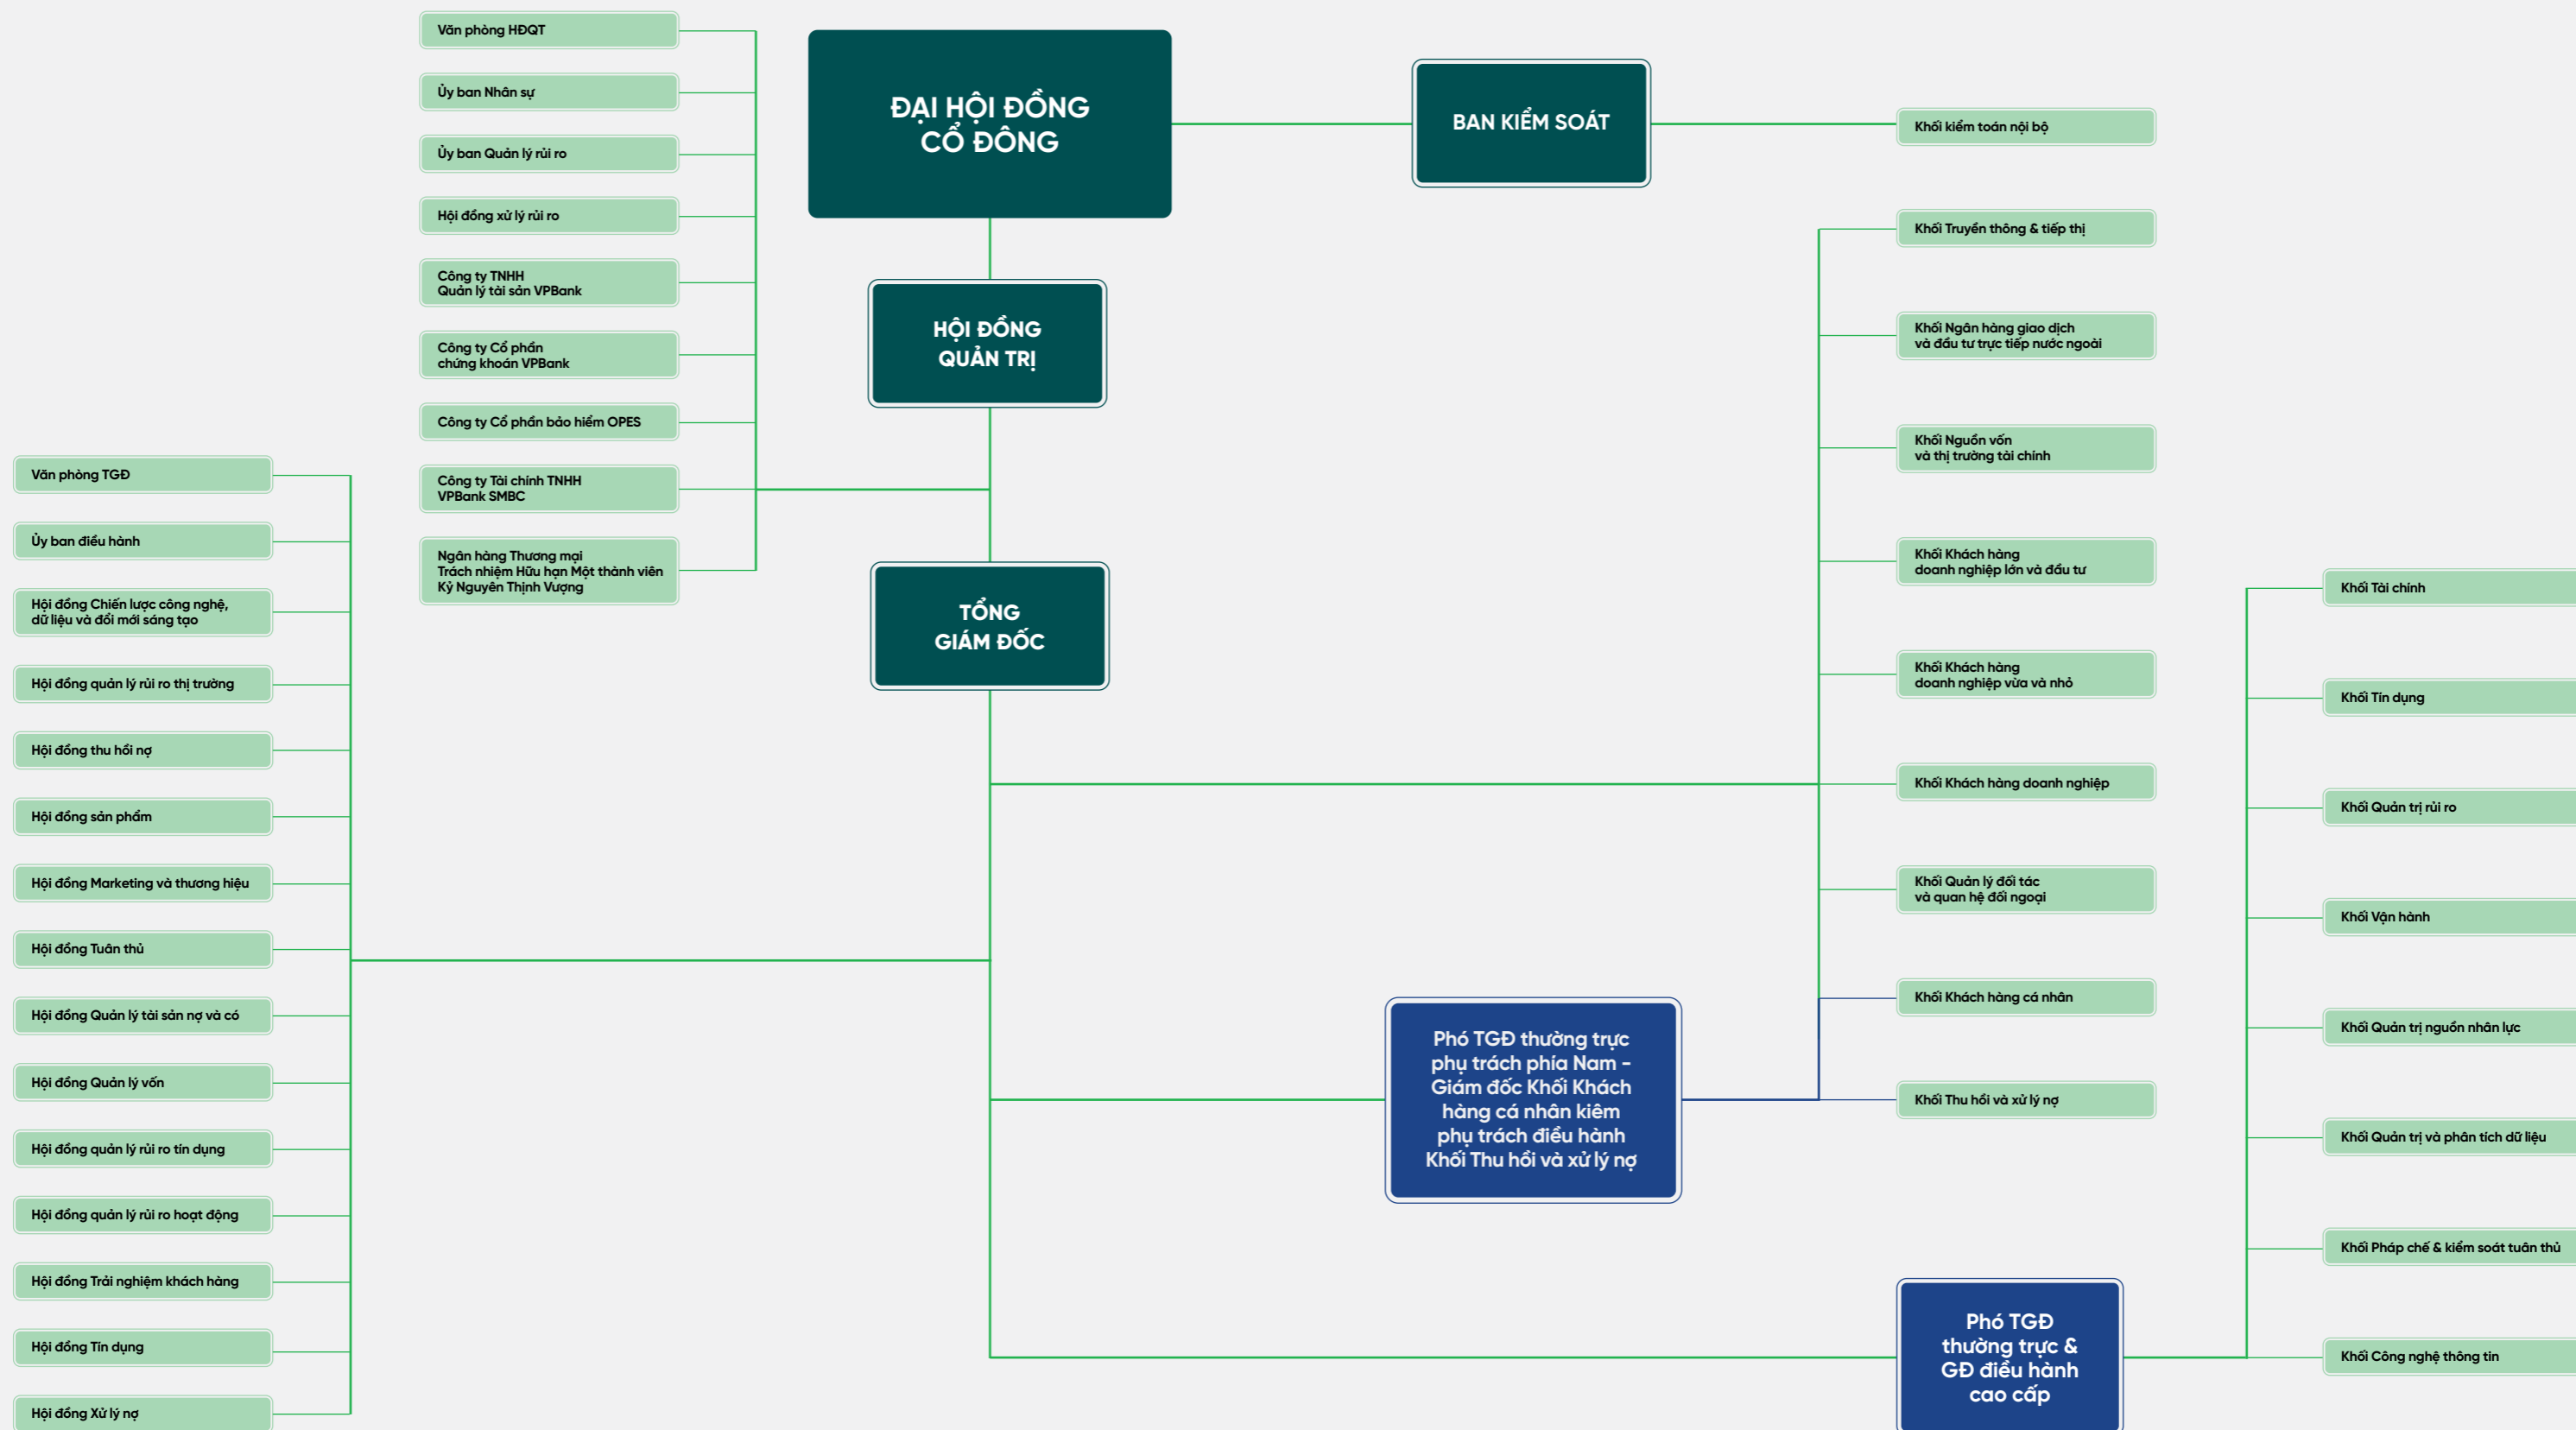 ĐẠI HỘI ĐỒNG
CỔ ĐÔNG
BAN KIỂM SOÁT
Khối kiểm toán nội bộ
HỘI ĐỒNG
QUẢN TRỊ
Văn phòng HĐQT
Ủy ban Nhân sự
Ủy ban Quản lý rủi ro
Hội đồng xử lý rủi ro
Công ty TNHH
Quản lý tài sản VPBank
Công ty Cổ phần
chứng khoán VPBank
Công ty Cổ phần bảo hiểm OPES
Công ty Tài chính TNHH
VPBank SMBC
Ngân hàng Thương mại
Trách nhiệm Hữu hạn Một thành viên
Kỷ Nguyên Thịnh Vượng
TỔNG
GIÁM ĐỐC
Văn phòng TGĐ
Ủy ban điều hành
Hội đồng Chiến lược công nghệ,
dữ liệu và đổi mới sáng tạo
Hội đồng quản lý rủi ro thị trường
Hội đồng thu hồi nợ
Hội đồng sản phẩm
Hội đồng Marketing và thương hiệu
Hội đồng Tuân thủ
Hội đồng Quản lý tài sản nợ và có
Hội đồng Quản lý vốn
Hội đồng quản lý rủi ro tín dụng
Hội đồng quản lý rủi ro hoạt động
Hội đồng Trải nghiệm khách hàng
Hội đồng Tín dụng
Hội đồng Xử lý nợ
Khối Truyền thông & tiếp thị
Khối Ngân hàng giao dịch
và đầu tư trực tiếp nước ngoài
Khối Nguồn vốn
và thị trường tài chính
Khối Khách hàng
doanh nghiệp lớn và đầu tư
Khối Khách hàng
doanh nghiệp vừa và nhỏ
Khối Khách hàng doanh nghiệp
Khối Quản lý đối tác
và quan hệ đối ngoại
Khối Khách hàng cá nhân
Khối Thu hồi và xử lý nợ
Phó TGĐ thường trực
phụ trách phía Nam -
Giám đốc Khối Khách
hàng cá nhân kiêm
phụ trách điều hành
Khối Thu hồi và xử lý nợ
Phó TGĐ
thường trực &
GĐ điều hành
cao cấp
Khối Tài chính
Khối Tín dụng
Khối Quản trị rủi ro
Khối Vận hành
Khối Quản trị nguồn nhân lực
Khối Quản trị và phân tích dữ liệu
Khối Pháp chế & kiểm soát tuân thủ
Khối Công nghệ thông tin